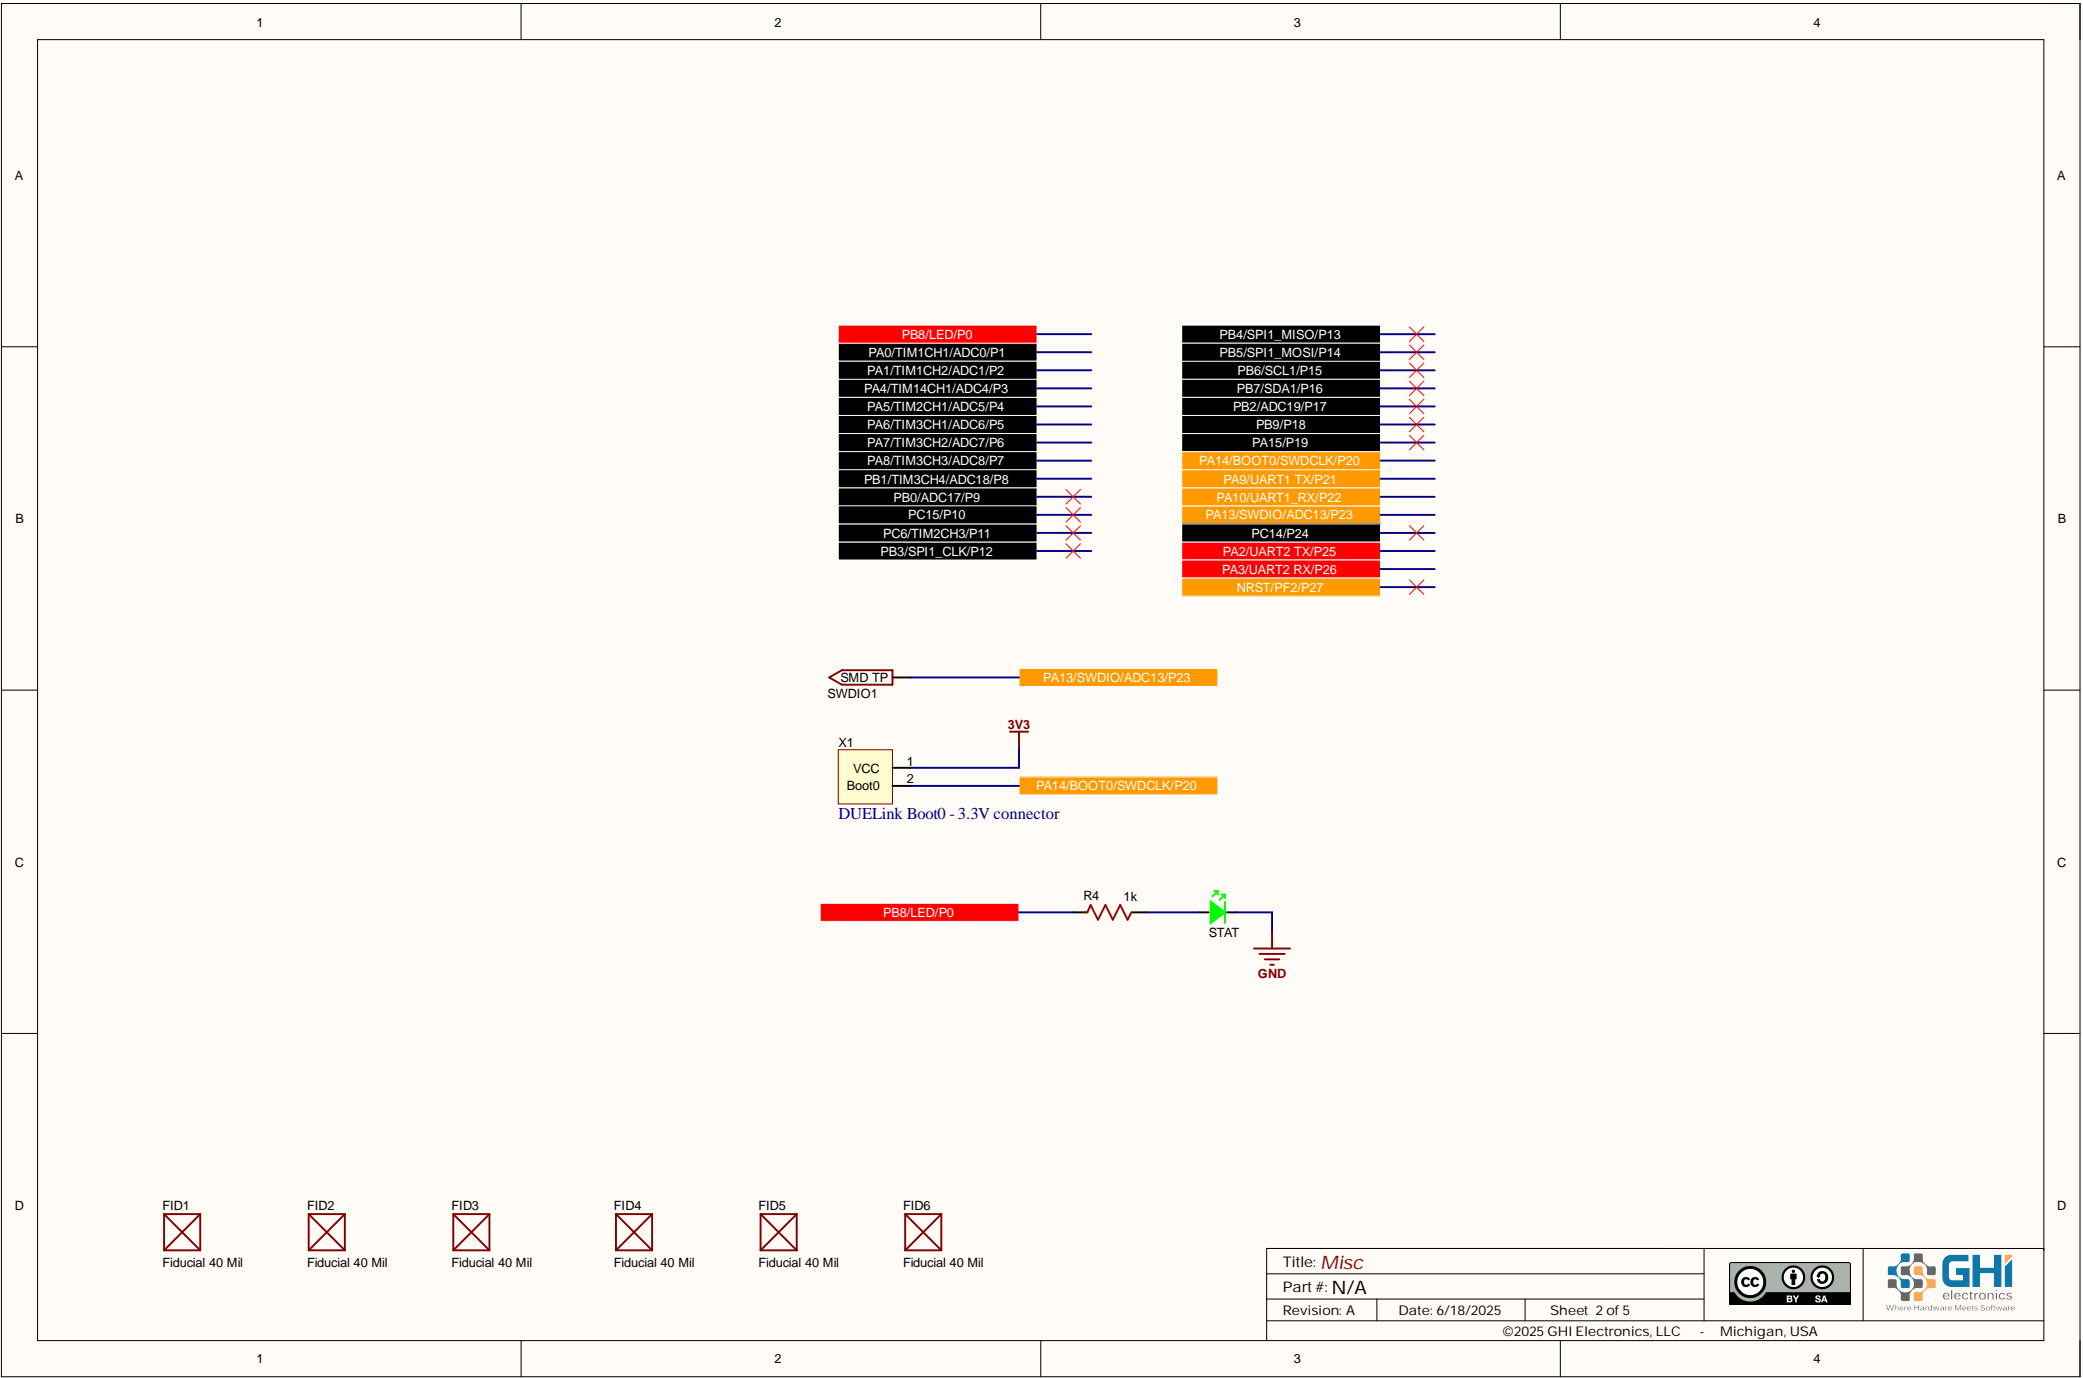 1 2 3 4
A A
PB8/LED/P0
PA0/TIM1CH1/ADC0/P1
PA1/TIM1CH2/ADC1/P2
PA4/TIM14CH1/ADC4/P3
PA5/TIM2CH1/ADC5/P4
PA6/TIM3CH1/ADC6/P5
PA7/TIM3CH2/ADC7/P6
PA8/TIM3CH3/ADC8/P7
PB1/TIM3CH4/ADC18/P8
PB0/ADC17/P9
PC15/P10
PC6/TIM2CH3/P11
PB3/SPI1_CLK/P12
PB4/SPI1_MISO/P13
PB5/SPI1_MOSI/P14
PB6/SCL1/P15
PB7/SDA1/P16
PB2/ADC19/P17
PB9/P18
PA15/P19
PA14/BOOT0/SWDCLK/P20
PA9/UART1 TX/P21
PA10/UART1_RX/P22
PA13/SWDIO/ADC13/P23
PC14/P24
PA2/UART2 TX/P25
PA3/UART2 RX/P26
NRST/PF2/P27
B B
SMD TP
SWDIO1
PA13/SWDIO/ADC13/P23
3V3
X1
VCC 1
Boot0 2
PA14/BOOT0/SWDCLK/P20
DUELink Boot0 - 3.3V connector
C C
PB8/LED/P0
R4 1k
STAT
GND
D D
FID1
Fiducial 40 Mil
FID2
Fiducial 40 Mil
FID3
Fiducial 40 Mil
FID4
Fiducial 40 Mil
FID5
Fiducial 40 Mil
FID6
Fiducial 40 Mil
Title: Misc
Part #: N/A
Revision: A Date: 6/18/2025 Sheet 2 of 5
cc BY SA
GHI
electronics
Where Hardware Meets Software
©2025 GHI Electronics, LLC - Michigan, USA
1 2 3 4